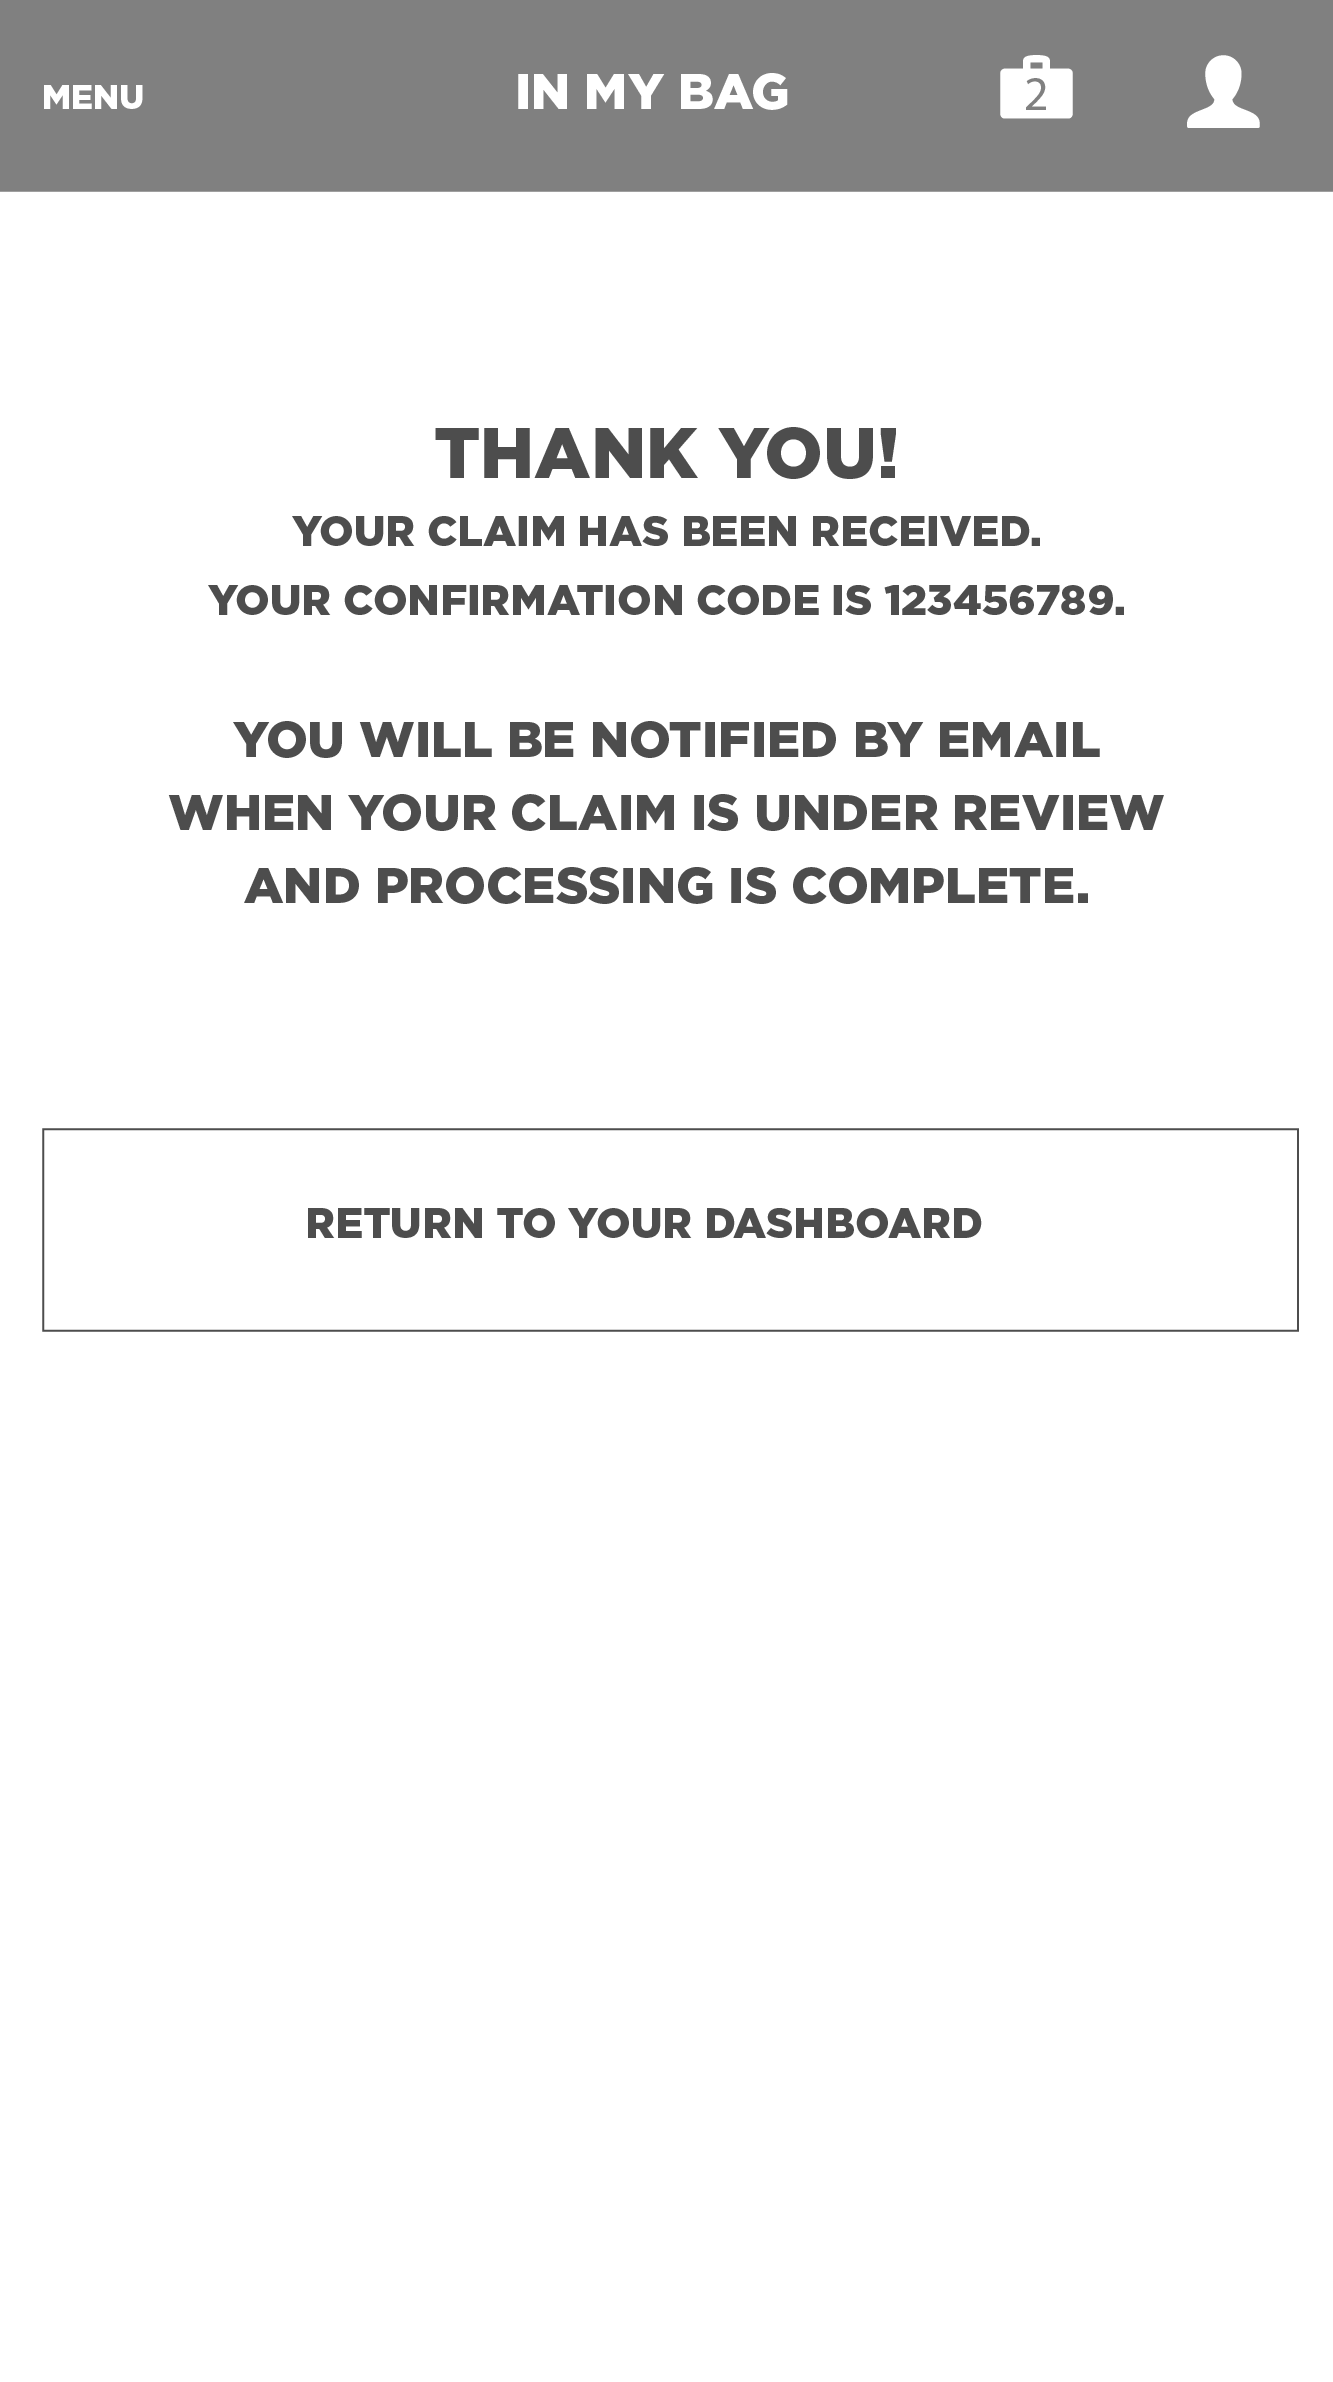 MENU
IN MY BAG
2
THANK YOU!
YOUR CLAIM HAS BEEN RECEIVED.
YOUR CONFIRMATION CODE IS 123456789.
YOU WILL BE NOTIFIED BY EMAIL
WHEN YOUR CLAIM IS UNDER REVIEW
AND PROCESSING IS COMPLETE.
RETURN TO YOUR DASHBOARD